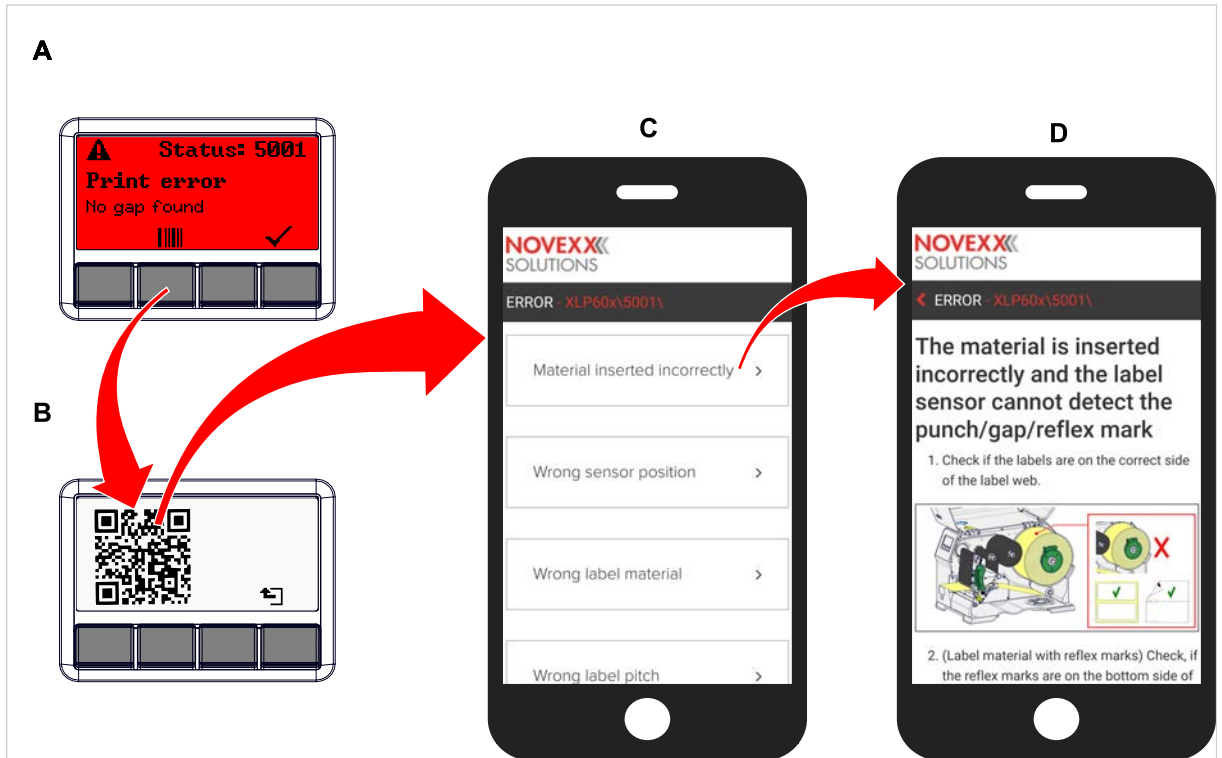 A
Status: 5001
Print error
No gap found
B
C
NOVEXX
SOLUTIONS
ERROR - XLP60x\5001\
Material inserted incorrectly
Wrong sensor position
Wrong label material
Wrong label pitch
D
NOVEXX
SOLUTIONS
ERROR - XLP60x\5001\
The material is inserted
incorrectly and the label
sensor cannot detect the
punch/gap/reflex mark
1. Check if the labels are on the correct side
of the label web.
2. (Label material with reflex marks) Check, if
the reflex marks are on the bottom side of